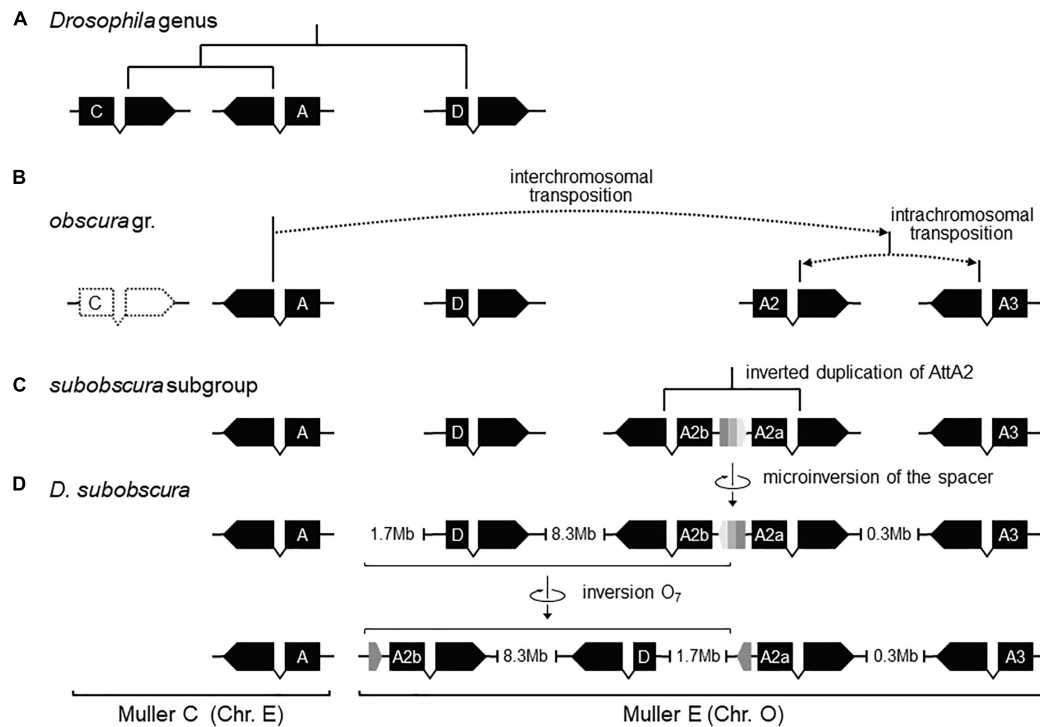 A
Drosophila genus
C A D
B
interchromosomal
transposition
obscura gr.
intrachromosomal
transposition
C A D A2 A3
C
subobscura subgroup
inverted duplication of AttA2
A D A2b A2a A3
microinversion of the spacer
D
D. subobscura
A 1.7Mb D 8.3Mb A2b A2a 0.3Mb A3
inversion O₇
A A2b 8.3Mb D 1.7Mb A2a 0.3Mb A3
Muller C (Chr. E) Muller E (Chr. O)